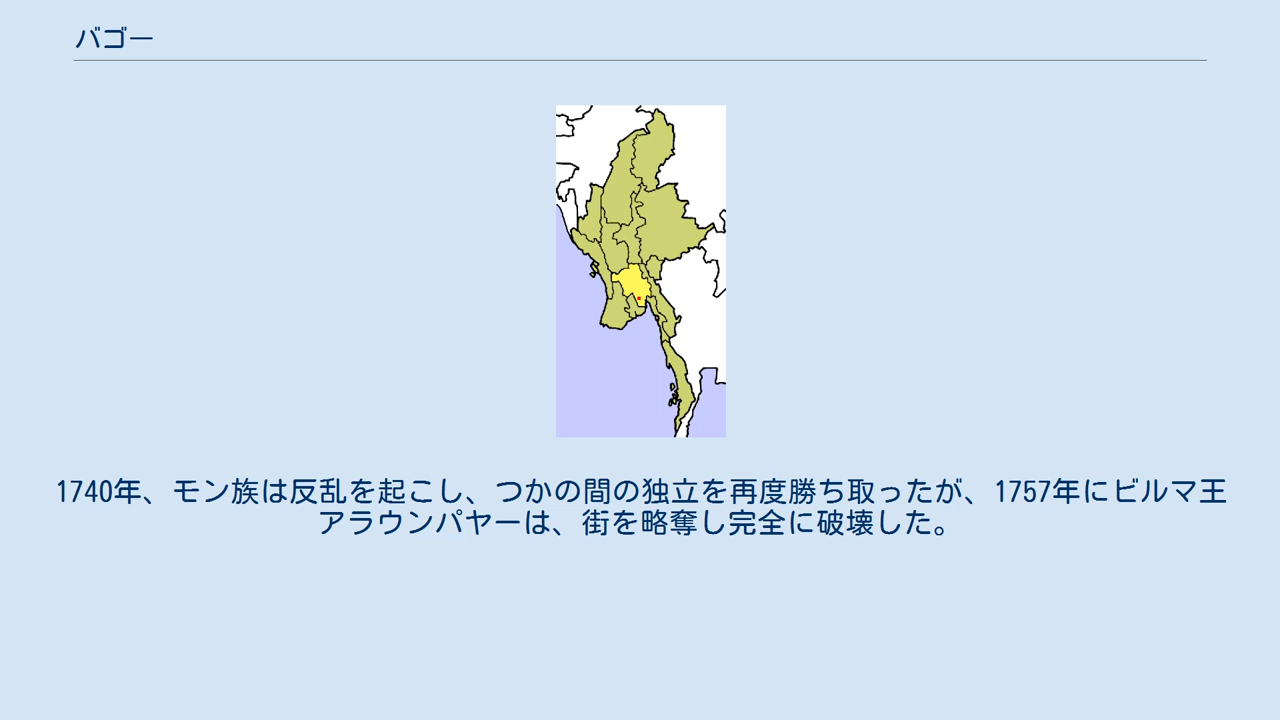 バゴー
1740年、モン族は反乱を起こし、つかの間の独立を再度勝ち取ったが、1757年にビルマ王
アラウンパヤーは、街を略奪し完全に破壊した。